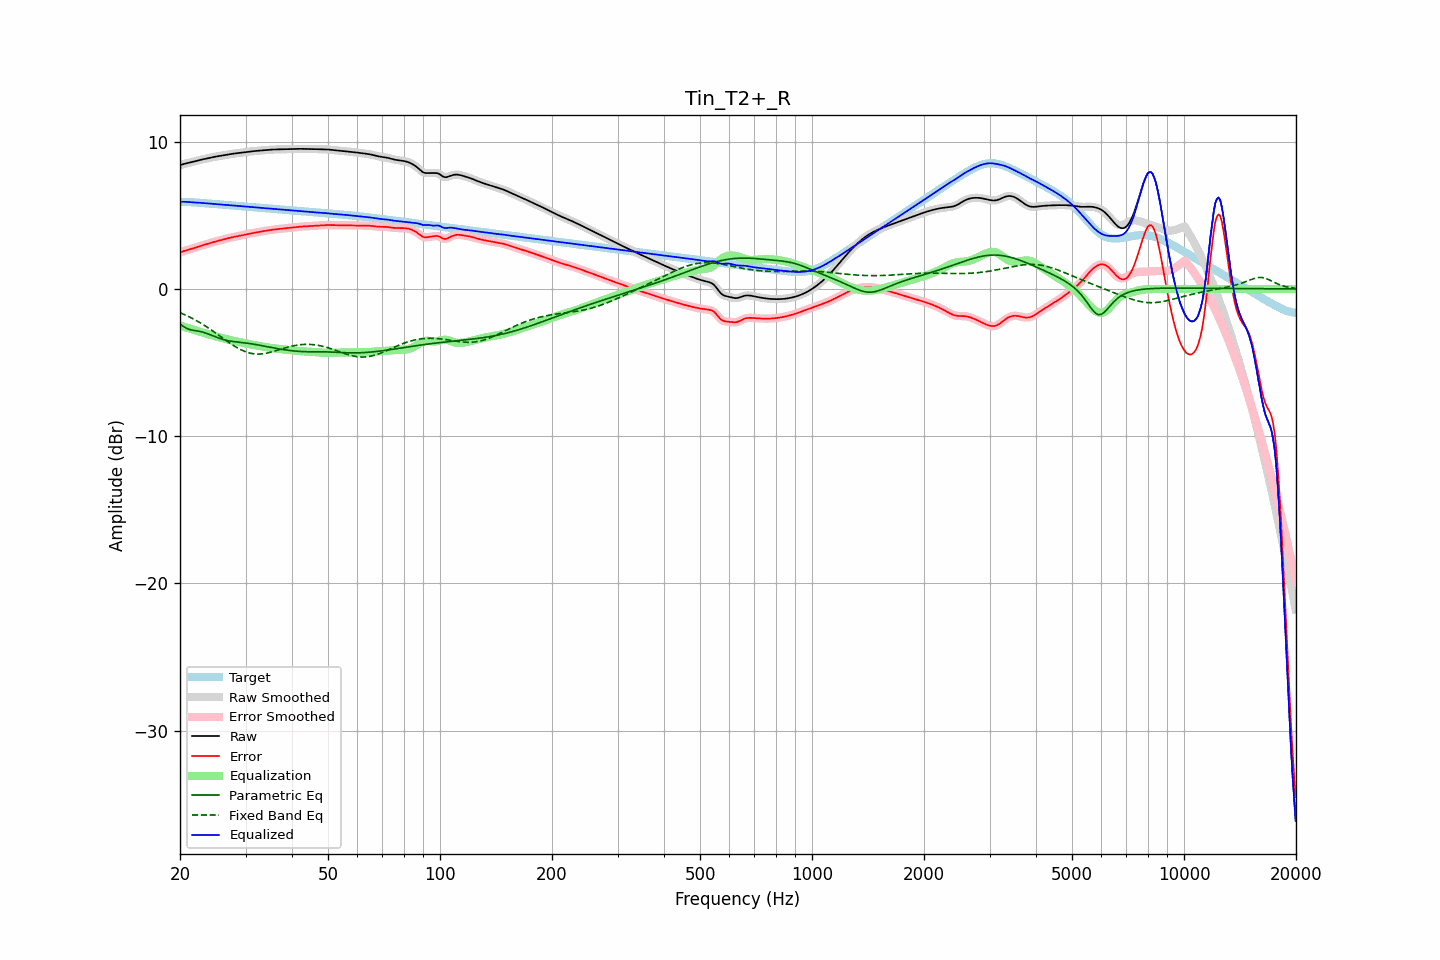 Tin_T2+_R
10
0
−10
−20
−30
Amplitude (dBr)
Target
Raw Smoothed
Error Smoothed
Raw
Error
Equalization
Parametric Eq
Fixed Band Eq
Equalized
20 50 100 200 500 1000 2000 5000 10000 20000
Frequency (Hz)